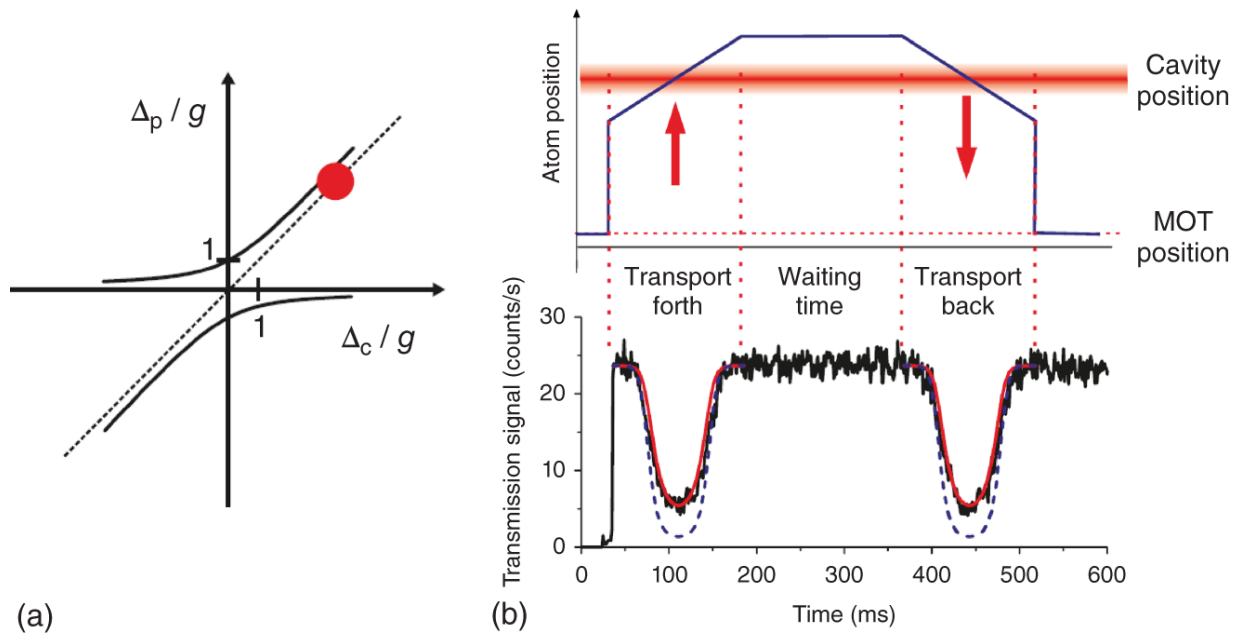 Δp / g
1
1
Δc / g
(a)
Atom position
Cavity
position
MOT
position
Transport
forth
Waiting
time
Transport
back
Transmission signal (counts/s)
30
20
10
0
0
100
200
300
400
500
600
Time (ms)
(b)